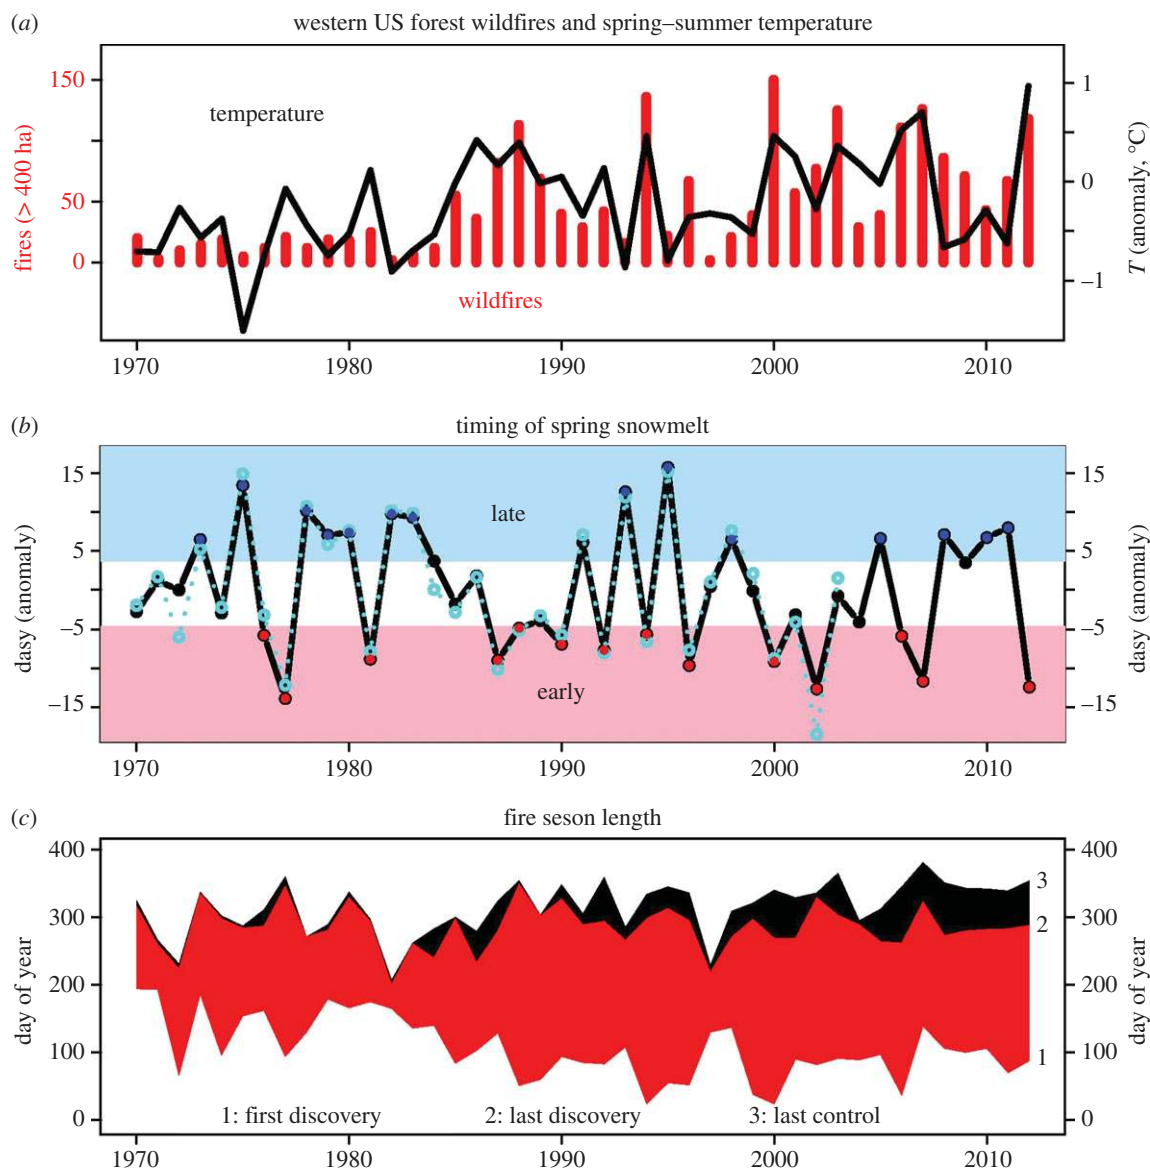 (a) western US forest wildfires and spring–summer temperature
fires (> 400 ha)
150
50
0
temperature
wildfires
1
0
–1
T (anomaly, °C)
1970 1980 1990 2000 2010
(b) timing of spring snowmelt
dasy (anomaly)
15
5
–5
–15
late
early
15
5
–5
–15
dasy (anomaly)
1970 1980 1990 2000 2010
(c) fire seson length
day of year
400
300
200
100
0
3
2
1
1: first discovery 2: last discovery 3: last control
400
300
200
100
0
day of year
1970 1980 1990 2000 2010